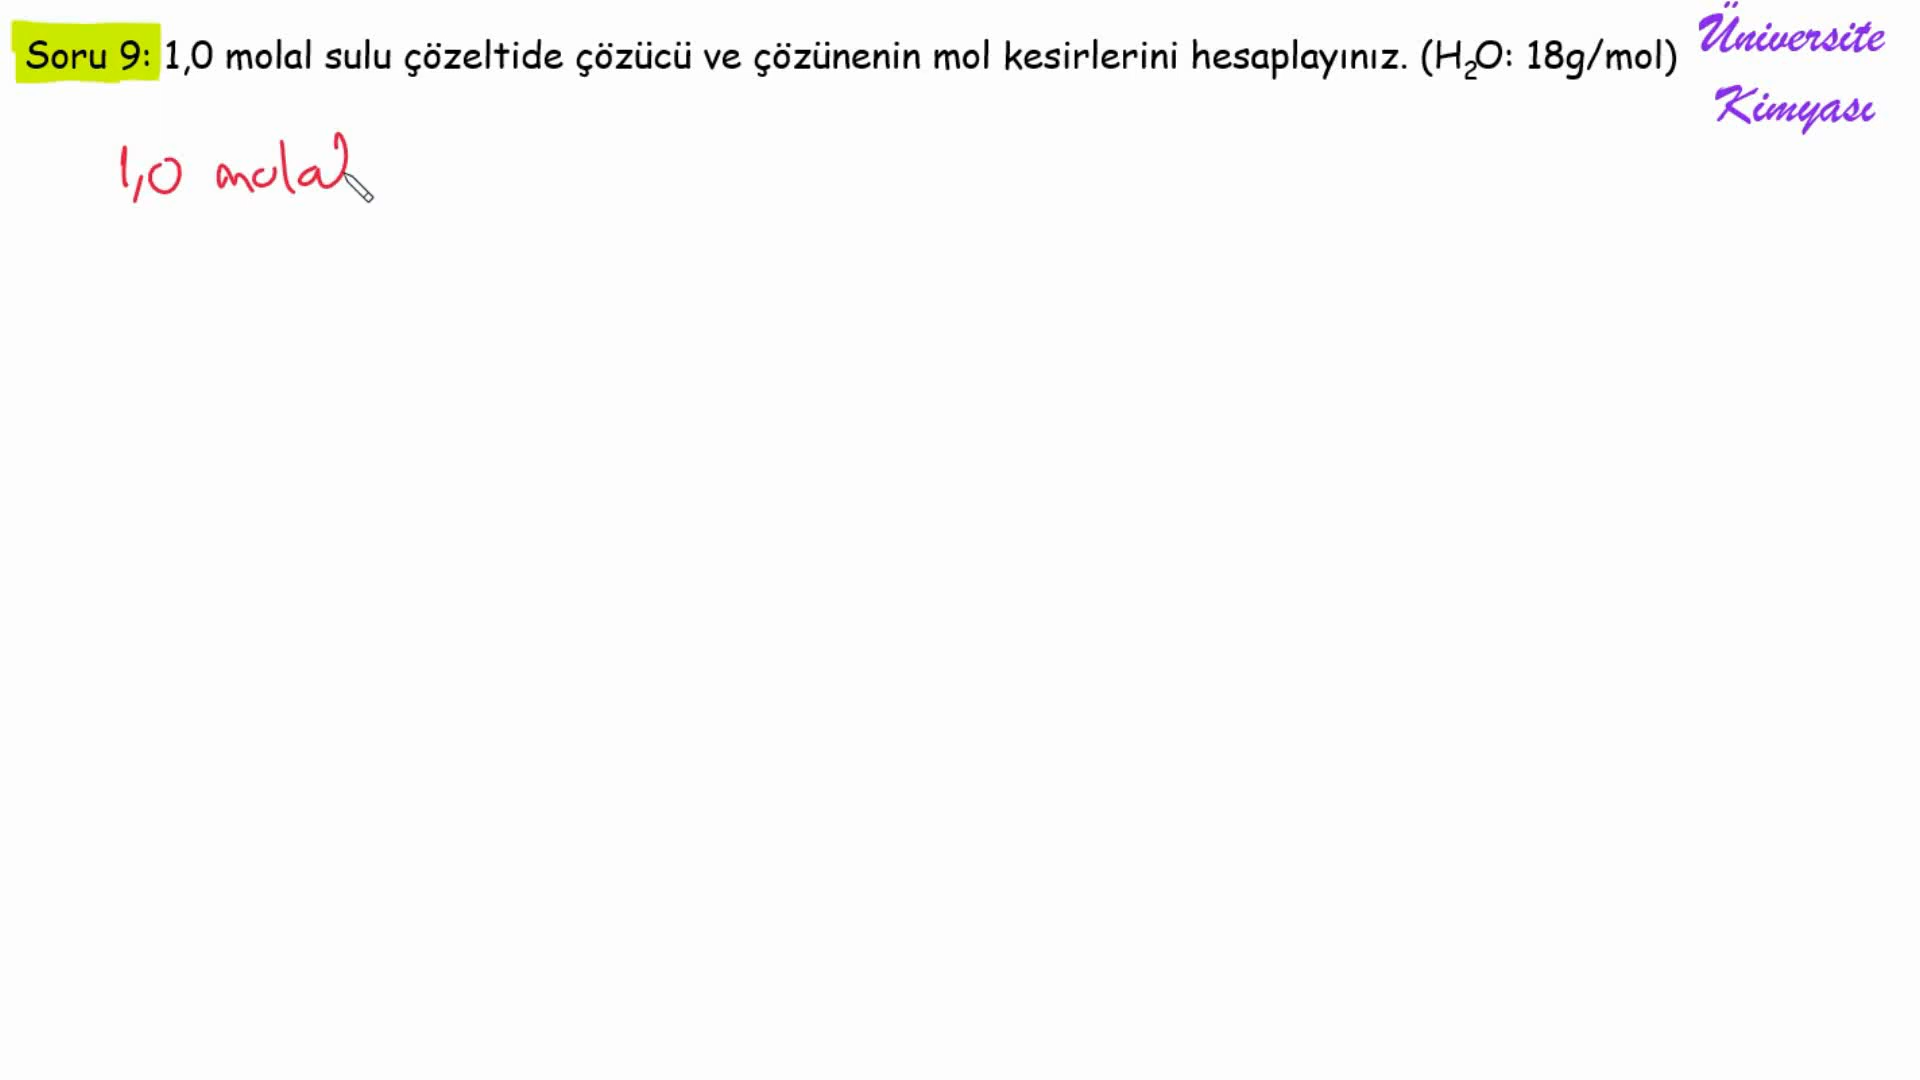 Soru 9: 1,0 molal sulu çözeltide çözücü ve çözünenin mol kesirlerini hesaplayınız. (H₂O: 18g/mol)
Üniversite
Kimyası
1,0 molal